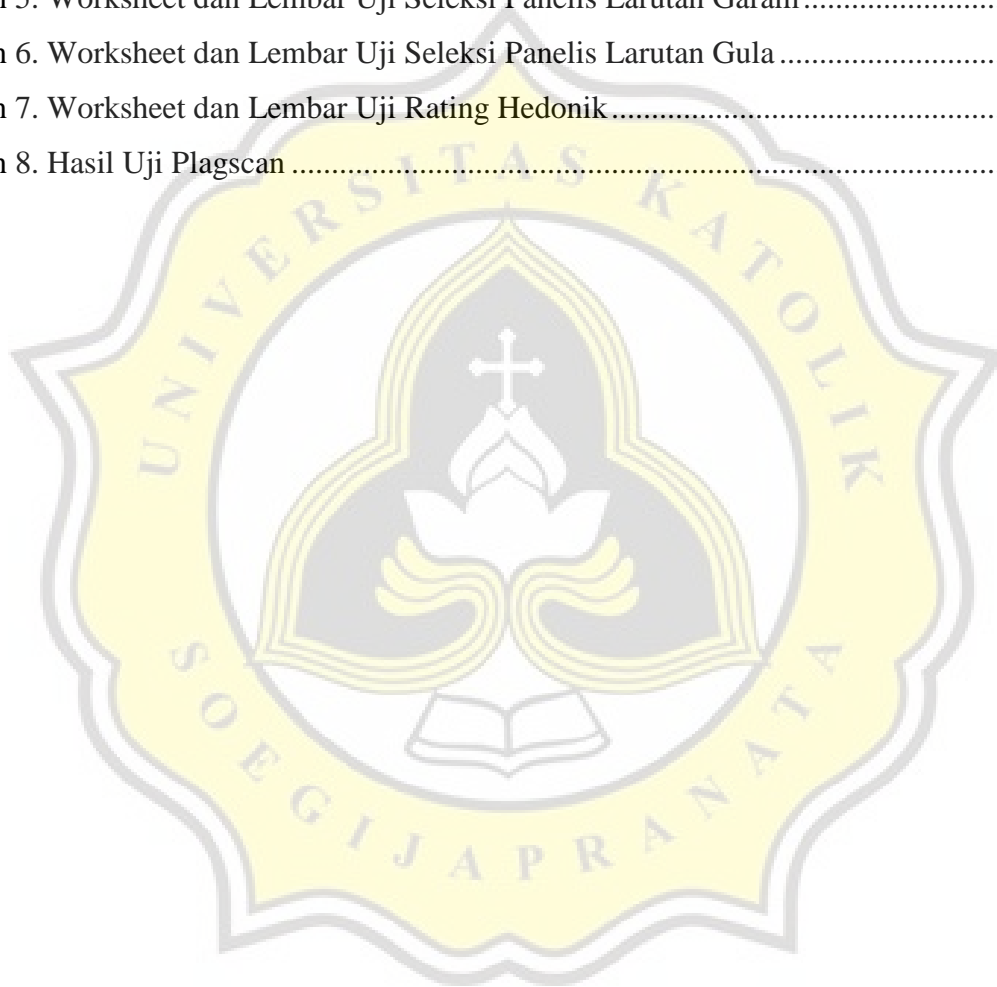 n 5. Worksheet dan Lembar Uji Seleksi Panelis Larutan Garam............................
n 6. Worksheet dan Lembar Uji Seleksi Panelis Larutan Gula ...............................
n 7. Worksheet dan Lembar Uji Rating Hedonik.......................................................
n 8. Hasil Uji Plagscan ................................................................................................
UNIVERSITAS KATOLIK
SOEGIJAPRANATA